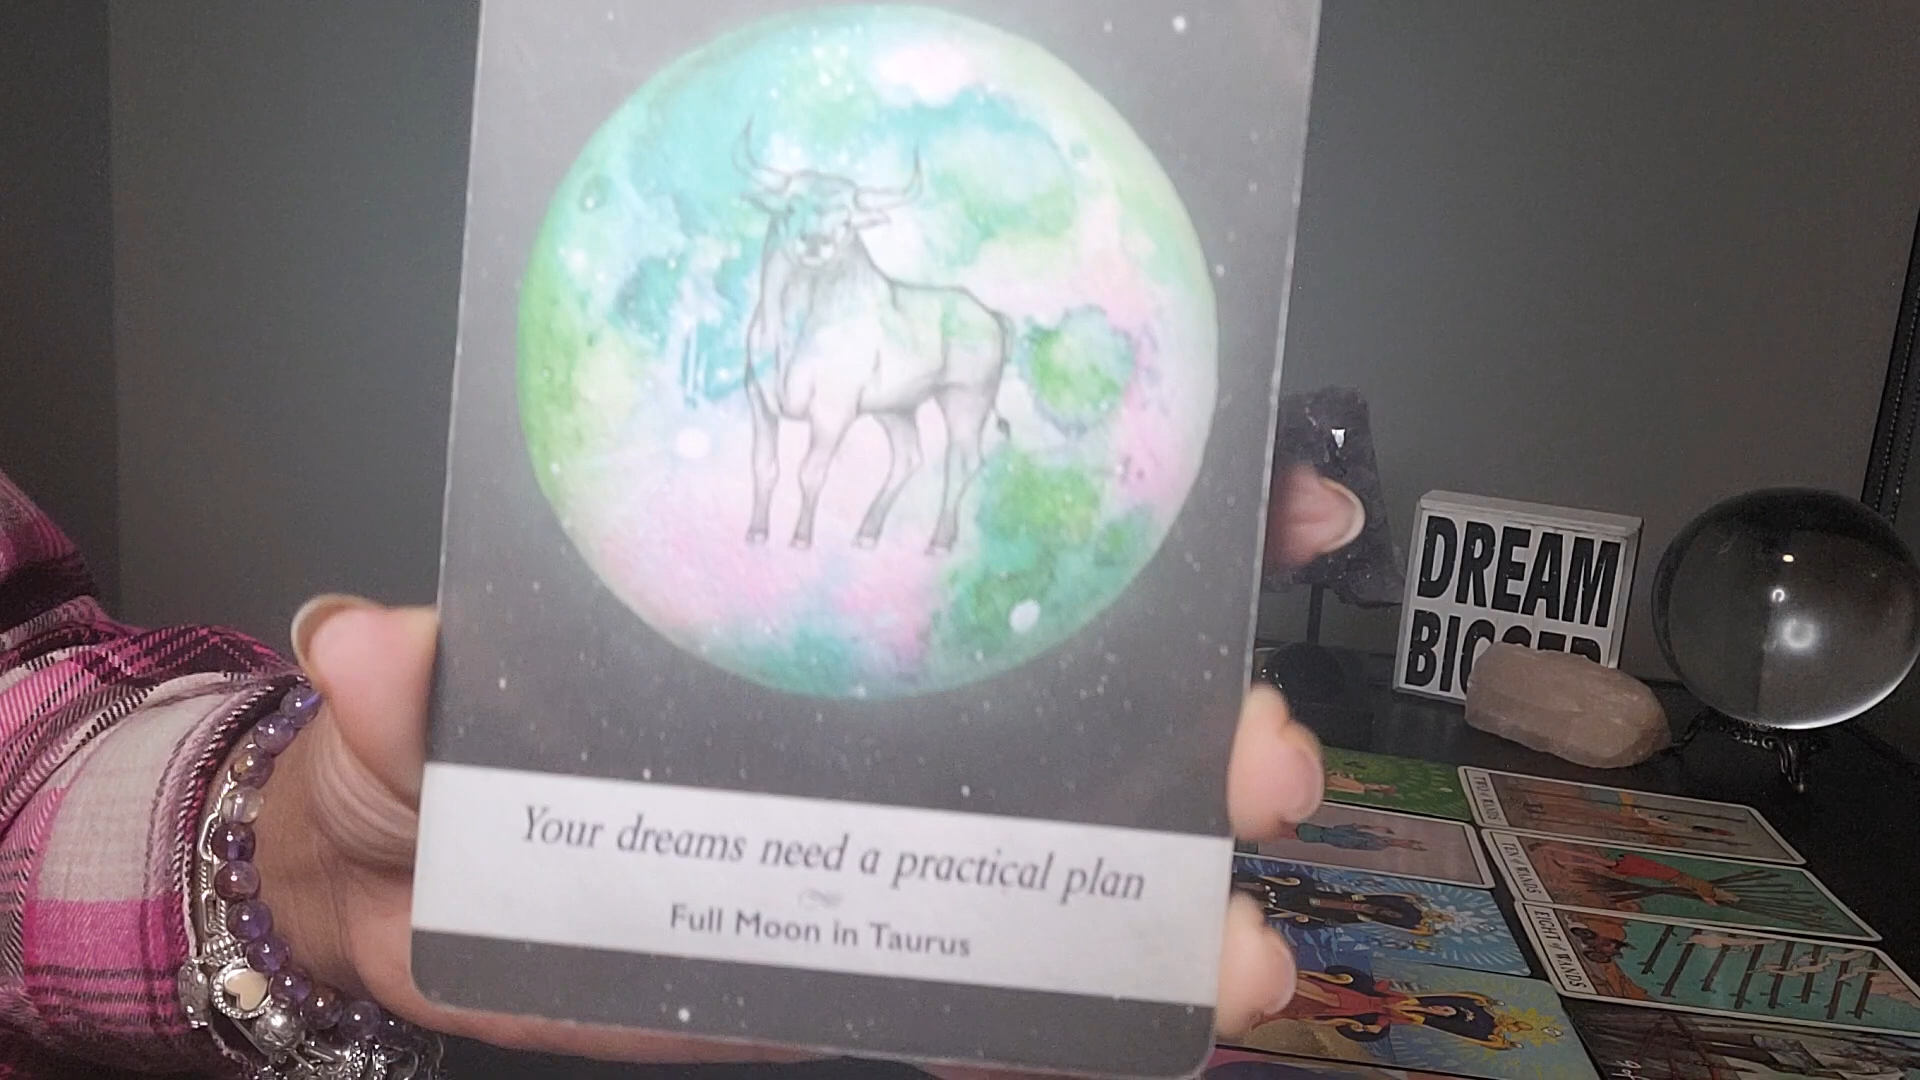 Your dreams need a practical plan
Full Moon in Taurus
DREAM
TWO of WANDS
TEN of WANDS
EIGHT of WANDS